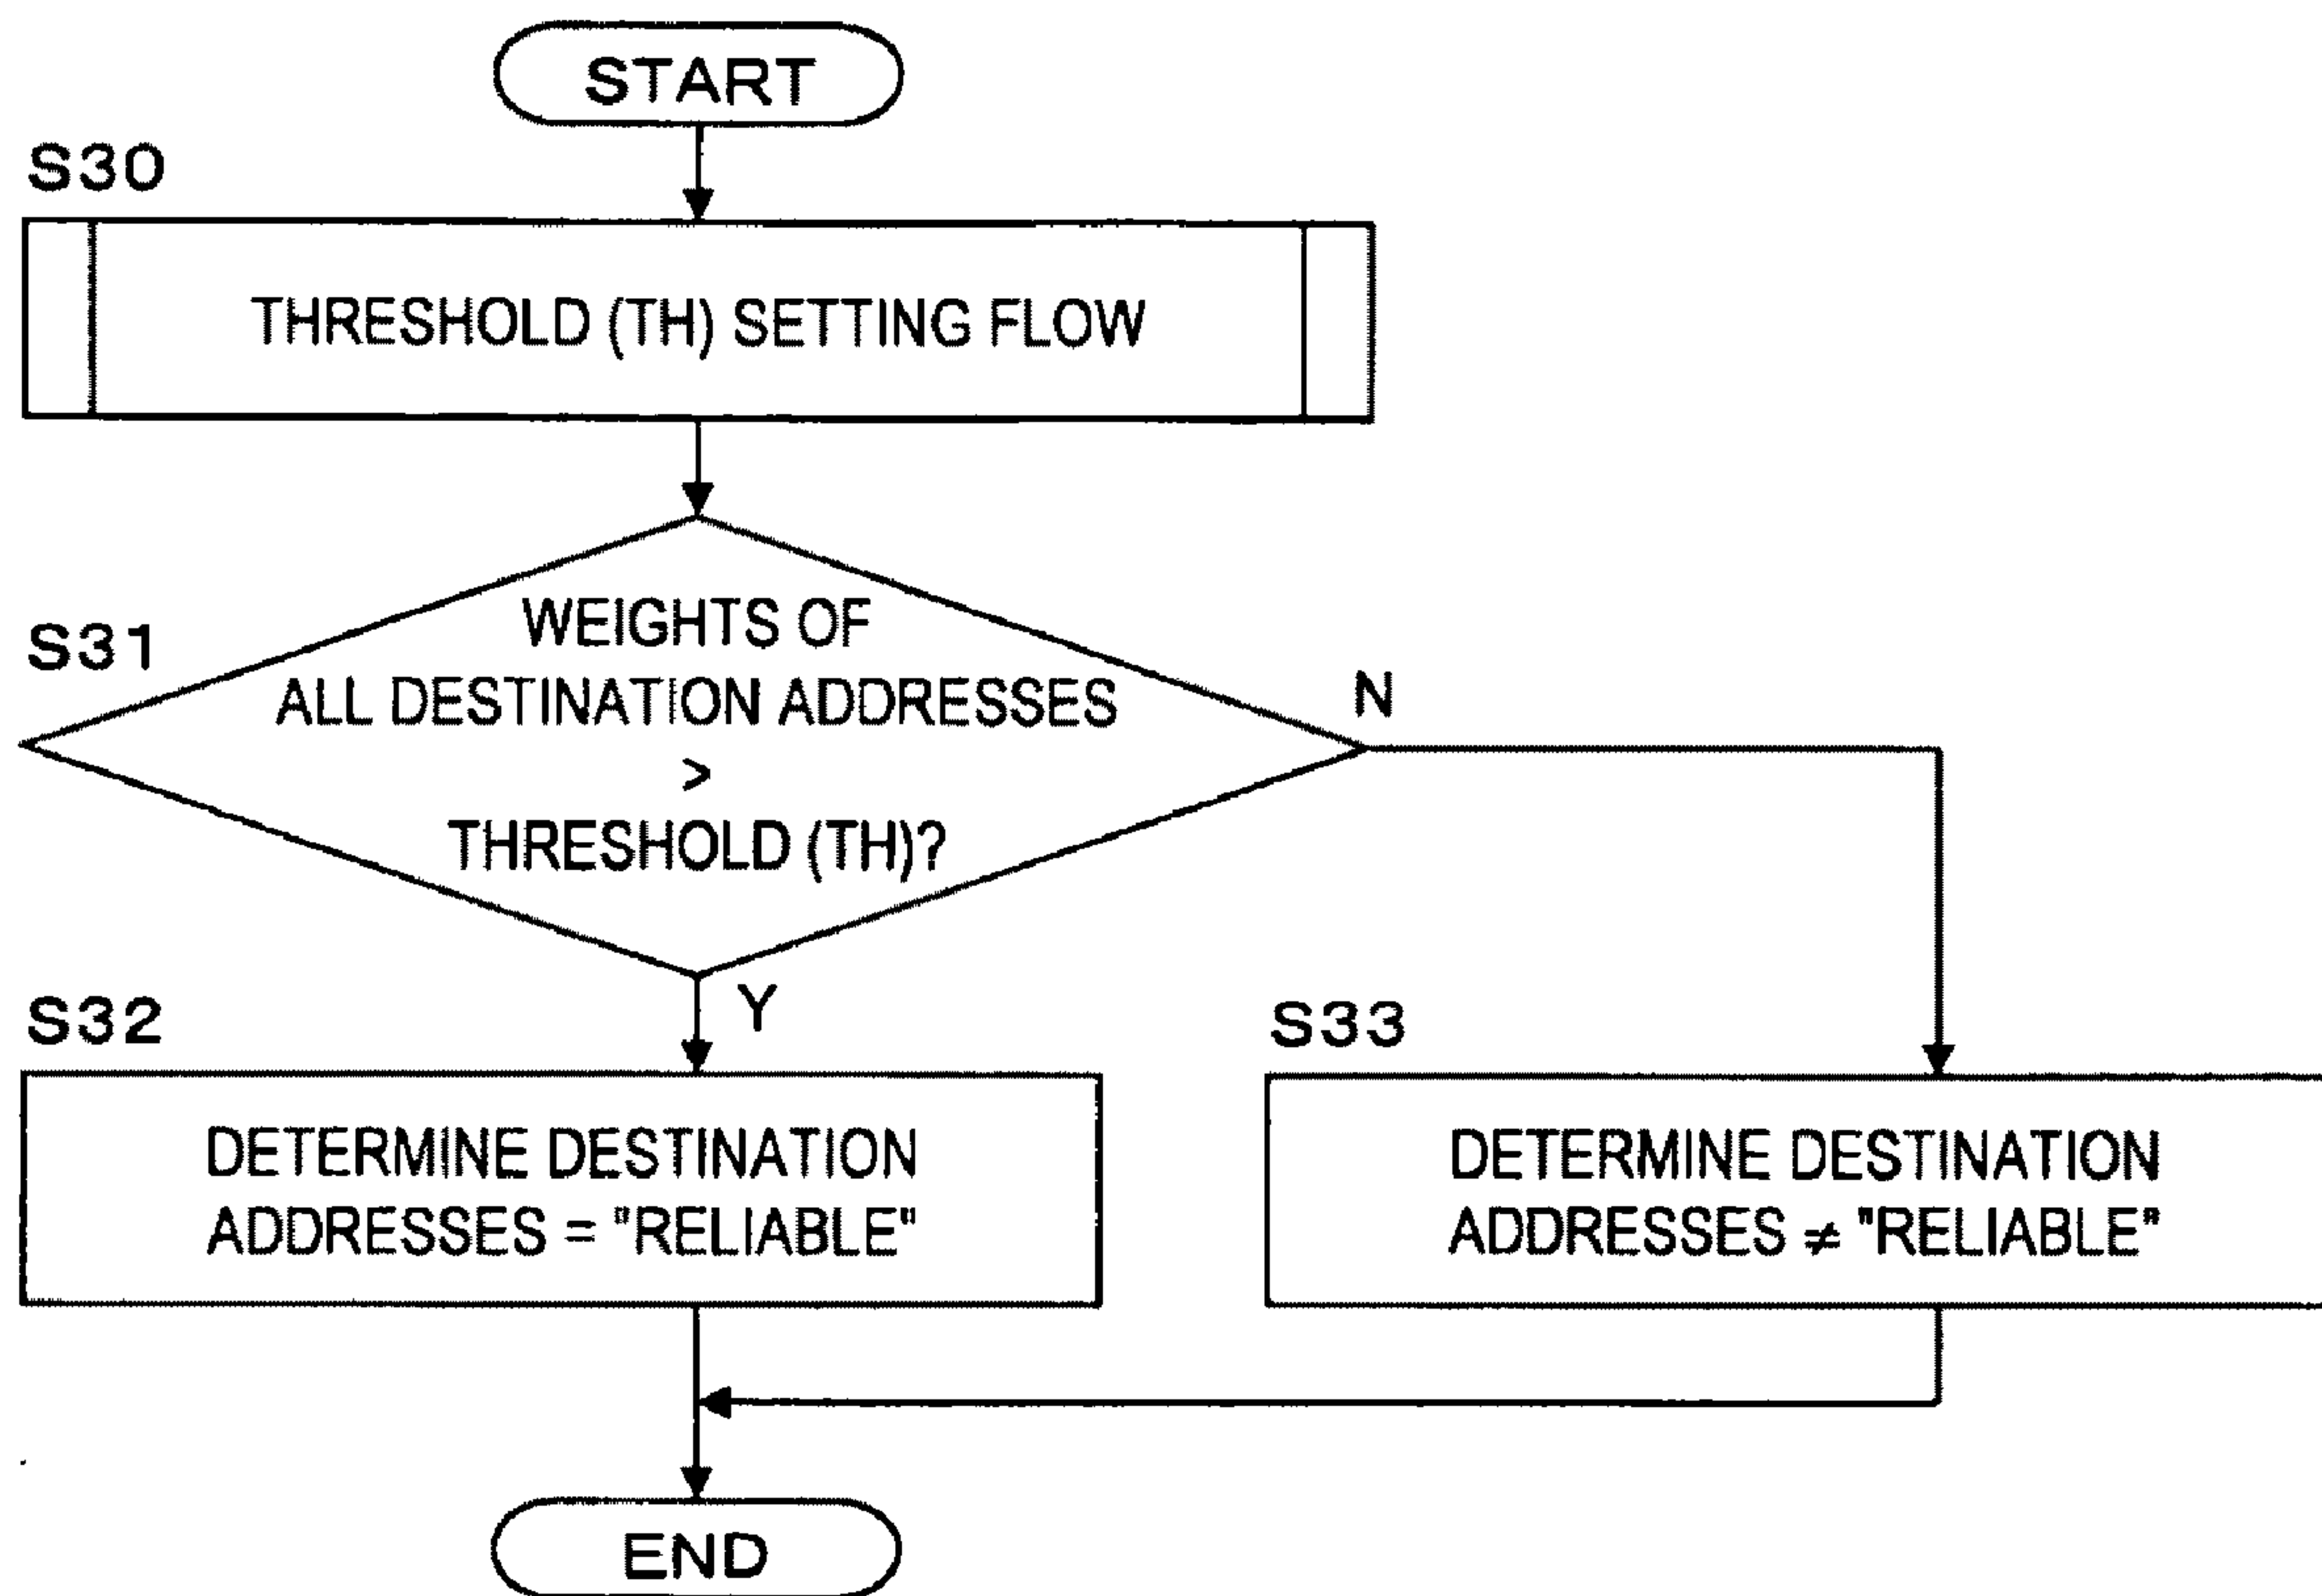 START
S30
THRESHOLD (TH) SETTING FLOW
S31
WEIGHTS OF
ALL DESTINATION ADDRESSES
>
THRESHOLD (TH)?
N
Y
S32
DETERMINE DESTINATION
ADDRESSES = "RELIABLE"
S33
DETERMINE DESTINATION
ADDRESSES ≠ "RELIABLE"
END